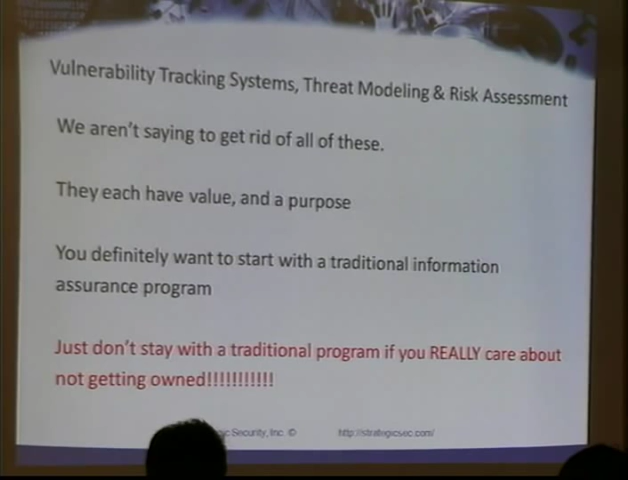 Vulnerability Tracking Systems, Threat Modeling & Risk Assessment
We aren't saying to get rid of all of these.
They each have value, and a purpose
You definitely want to start with a traditional information
assurance program
Just don't stay with a traditional program if you REALLY care about
not getting owned!!!!!!!!!!!
Security, Inc. © http://strategicsec.com/